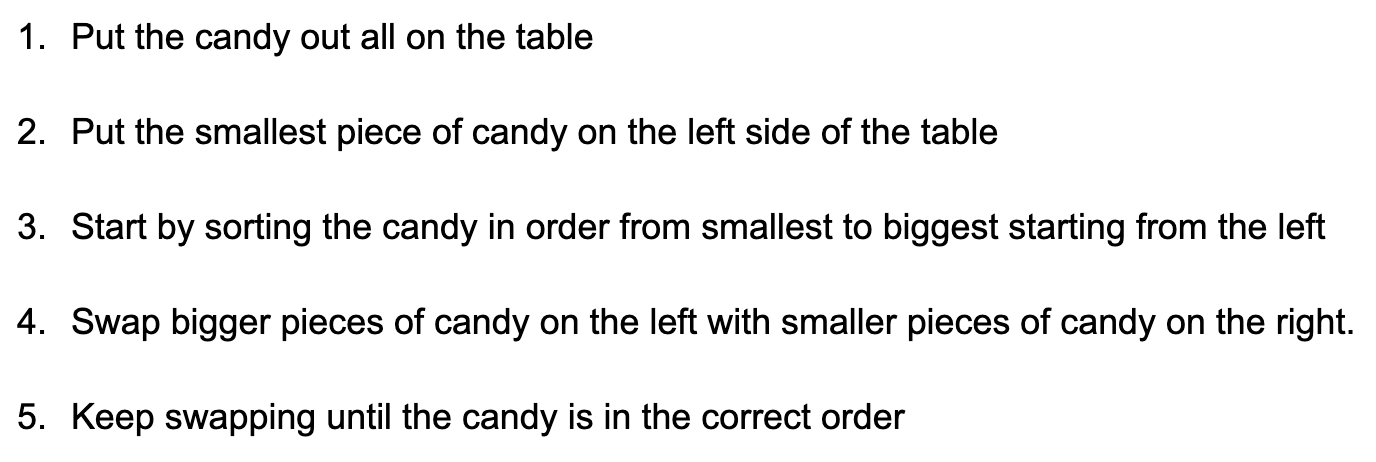 1. Put the candy out all on the table
2. Put the smallest piece of candy on the left side of the table
3. Start by sorting the candy in order from smallest to biggest starting from the left
4. Swap bigger pieces of candy on the left with smaller pieces of candy on the right.
5. Keep swapping until the candy is in the correct order